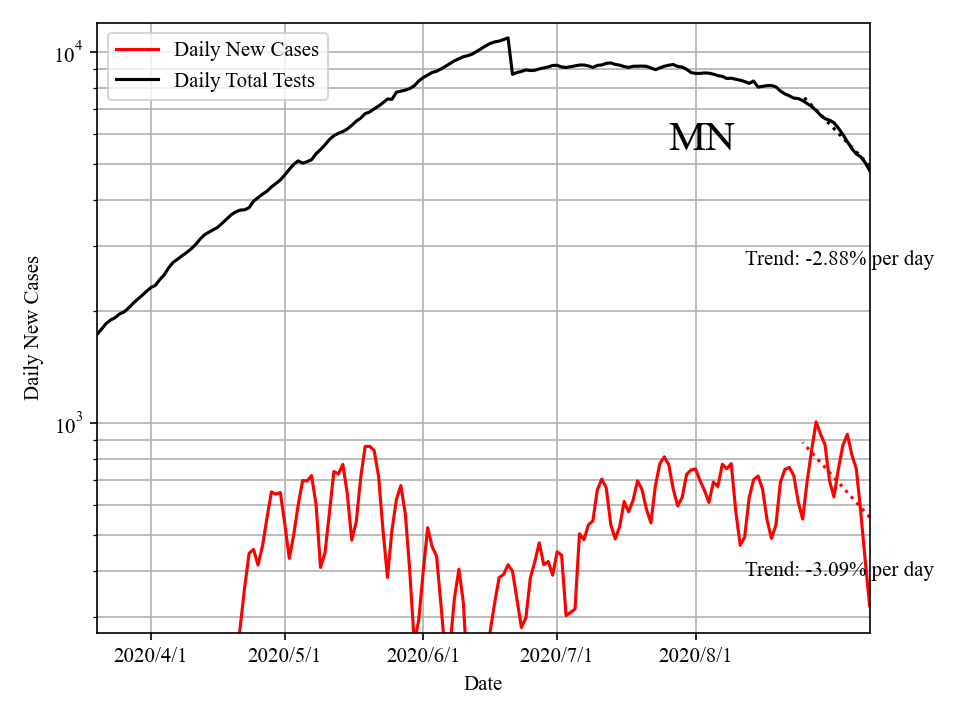 Daily New Cases
Daily Total Tests
MN
Trend: -2.88% per day
Trend: -3.09% per day
10^4
10^3
Daily New Cases
2020/4/1 2020/5/1 2020/6/1 2020/7/1 2020/8/1
Date